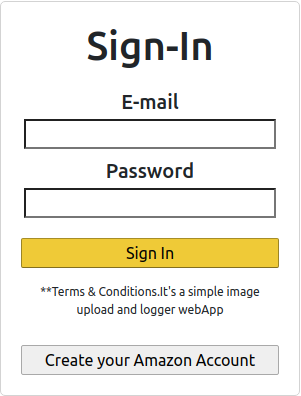 Sign-In
E-mail
Password
Sign In
**Terms & Conditions.It's a simple image
upload and logger webApp
Create your Amazon Account